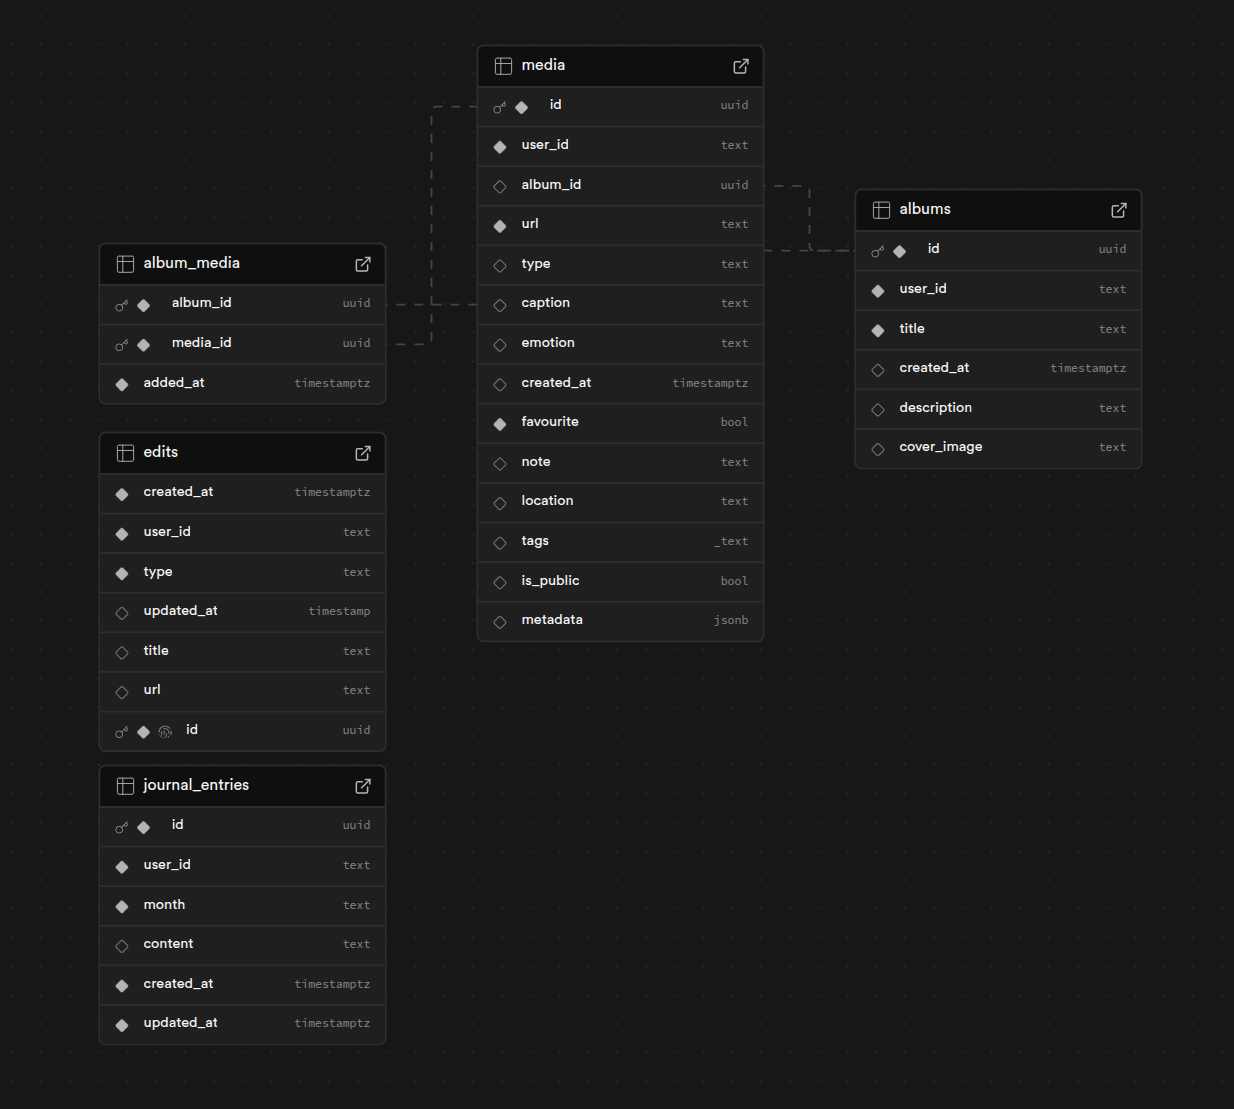 media
id uuid
user_id text
album_id uuid
url text
type text
caption text
emotion text
created_at timestamptz
favourite bool
note text
location text
tags _text
is_public bool
metadata jsonb
albums
id uuid
user_id text
title text
created_at timestamptz
description text
cover_image text
album_media
album_id uuid
media_id uuid
added_at timestamptz
edits
created_at timestamptz
user_id text
type text
updated_at timestamp
title text
url text
id uuid
journal_entries
id uuid
user_id text
month text
content text
created_at timestamptz
updated_at timestamptz